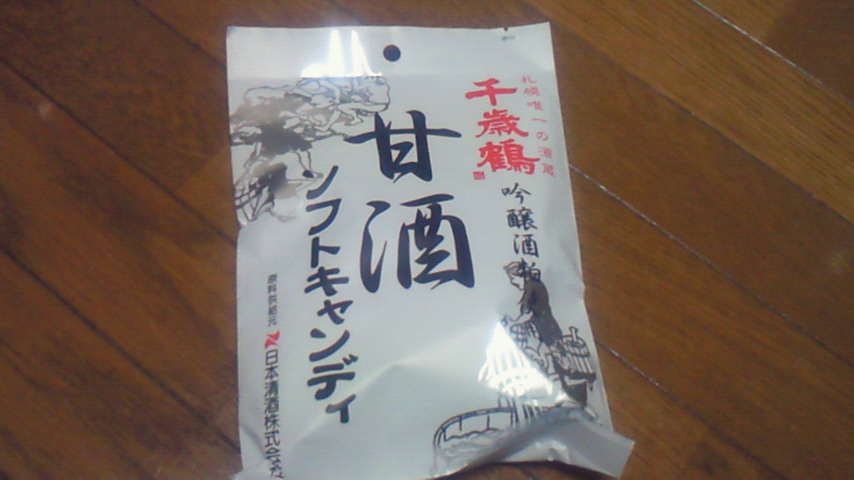 札幌唯一の酒蔵
千歳鶴
吟醸酒粕
甘酒
ソフトキャンディ
原料供給元
日本清酒株式会社